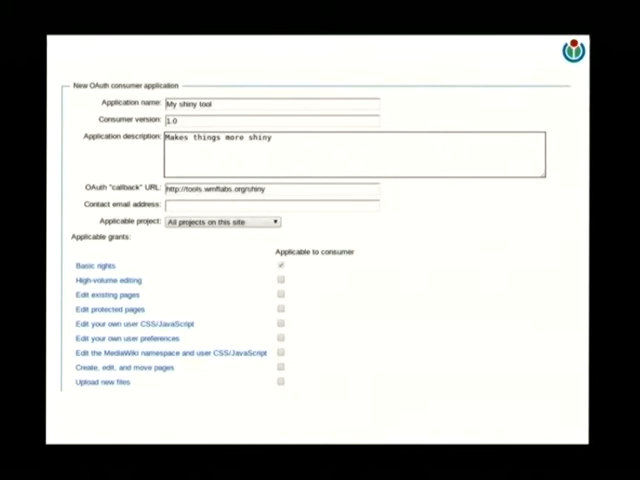 New OAuth consumer application
Application name: My shiny tool
Consumer version: 1.0
Application description: Makes things more shiny
OAuth "callback" URL: http://tools.wmflabs.org/shiny
Contact email address:
Applicable project: All projects on this site
Applicable grants:
Applicable to consumer
Basic rights
High-volume editing
Edit existing pages
Edit protected pages
Edit your own user CSS/JavaScript
Edit your own user preferences
Edit the MediaWiki namespace and user CSS/JavaScript
Create, edit, and move pages
Upload new files